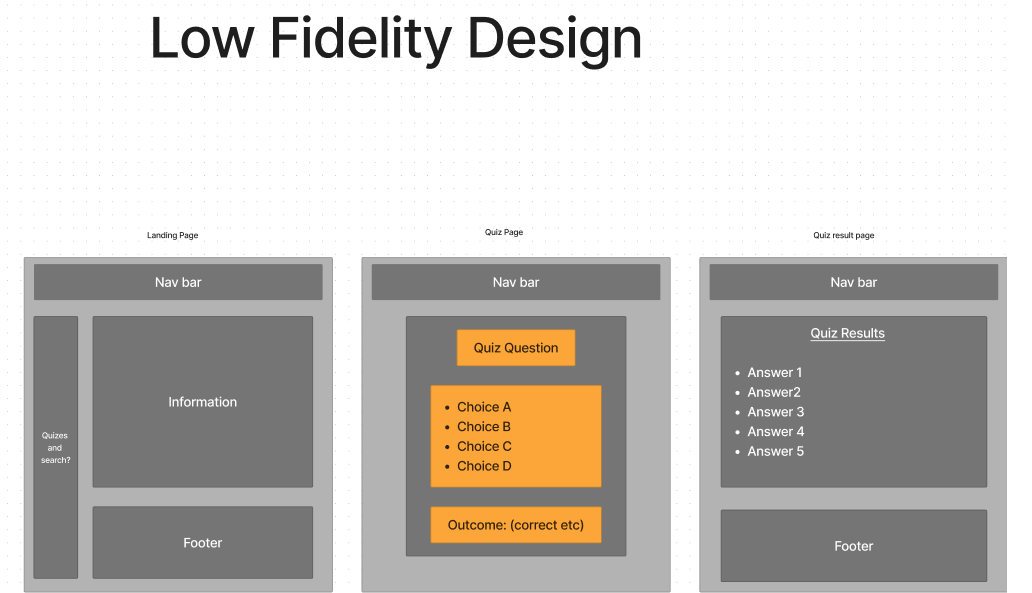 Low Fidelity Design
Landing Page
Nav bar
Quizes
and
search?
Information
Footer
Quiz Page
Nav bar
Quiz Question
• Choice A
• Choice B
• Choice C
• Choice D
Outcome: (correct etc)
Quiz result page
Nav bar
Quiz Results
• Answer 1
• Answer2
• Answer 3
• Answer 4
• Answer 5
Footer